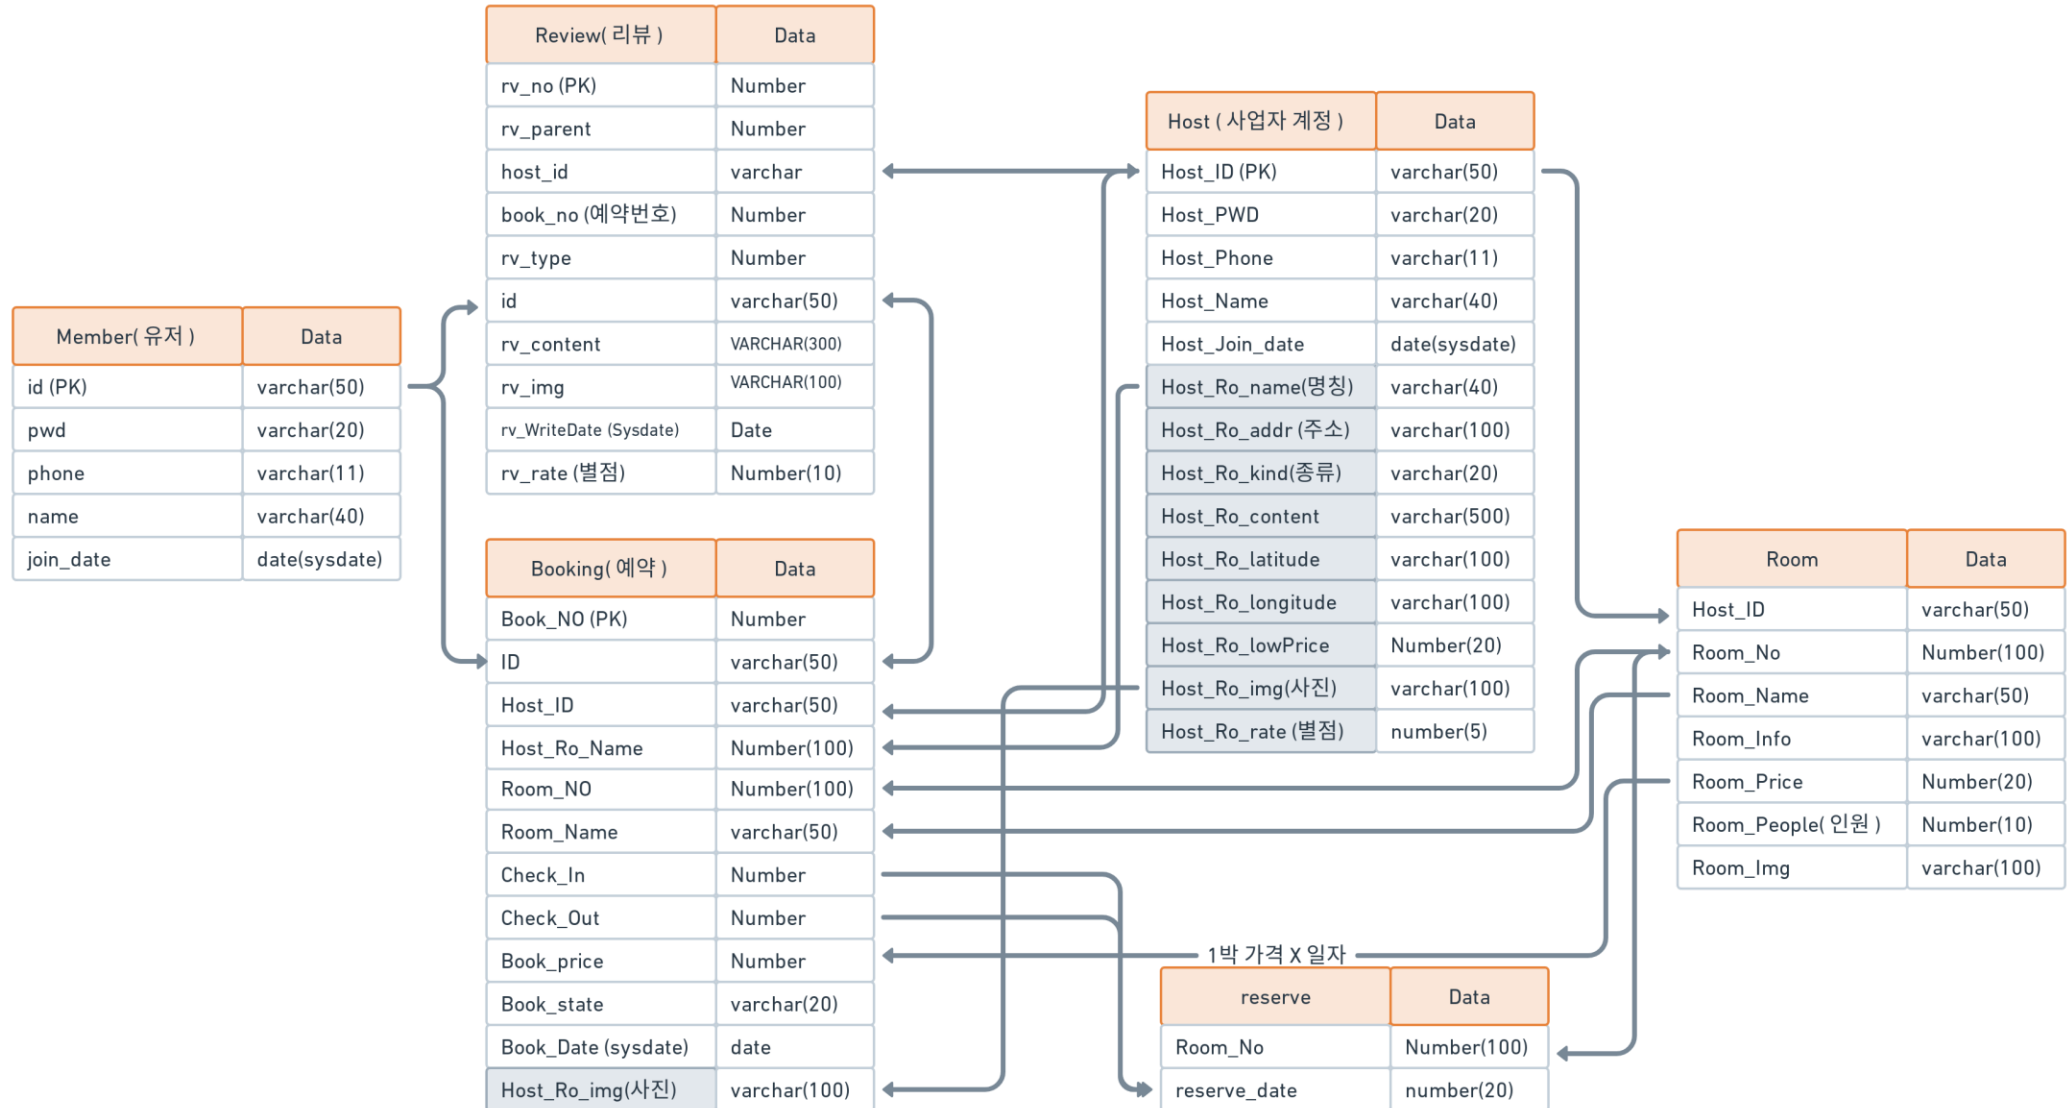 Review( 리뷰 ) Data
rv_no (PK) Number
rv_parent Number
host_id varchar
book_no (예약번호) Number
rv_type Number
id varchar(50)
rv_content VARCHAR(300)
rv_img VARCHAR(100)
rv_WriteDate (Sysdate) Date
rv_rate (별점) Number(10)
Member( 유저 ) Data
id (PK) varchar(50)
pwd varchar(20)
phone varchar(11)
name varchar(40)
join_date date(sysdate)
Booking( 예약 ) Data
Book_NO (PK) Number
ID varchar(50)
Host_ID varchar(50)
Host_Ro_Name Number(100)
Room_NO Number(100)
Room_Name varchar(50)
Check_In Number
Check_Out Number
Book_price Number
Book_state varchar(20)
Book_Date (sysdate) date
Host_Ro_img(사진) varchar(100)
Host ( 사업자 계정 ) Data
Host_ID (PK) varchar(50)
Host_PWD varchar(20)
Host_Phone varchar(11)
Host_Name varchar(40)
Host_Join_date date(sysdate)
Host_Ro_name(명칭) varchar(40)
Host_Ro_addr (주소) varchar(100)
Host_Ro_kind(종류) varchar(20)
Host_Ro_content varchar(500)
Host_Ro_latitude varchar(100)
Host_Ro_longitude varchar(100)
Host_Ro_lowPrice Number(20)
Host_Ro_img(사진) varchar(100)
Host_Ro_rate (별점) number(5)
1박 가격 X 일자
reserve Data
Room_No Number(100)
reserve_date number(20)
Room Data
Host_ID varchar(50)
Room_No Number(100)
Room_Name varchar(50)
Room_Info varchar(100)
Room_Price Number(20)
Room_People( 인원 ) Number(10)
Room_Img varchar(100)